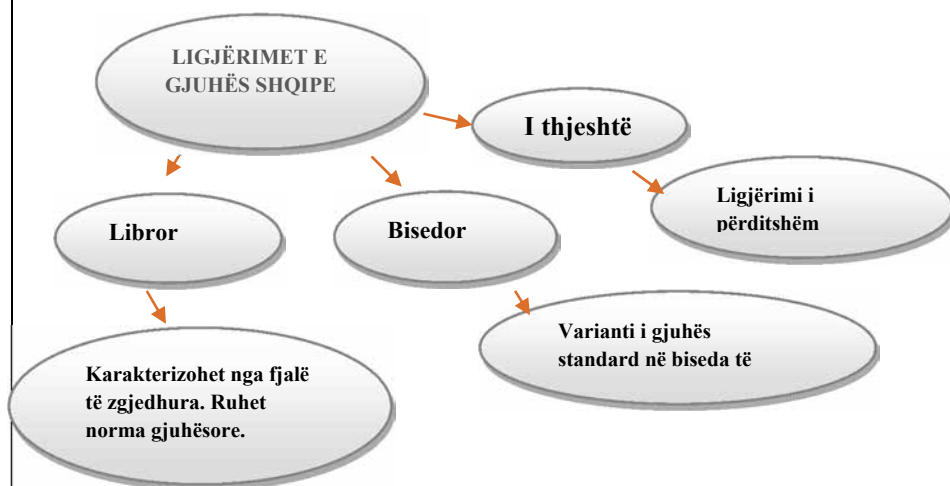 LIGJËRIMET E
GJUHËS SHQIPE
I thjeshtë
Ligjërimi i
përditshëm
Libror
Bisedor
Varianti i gjuhës
standard në biseda të
Karakterizohet nga fjalë
të zgjedhura. Ruhet
norma gjuhësore.